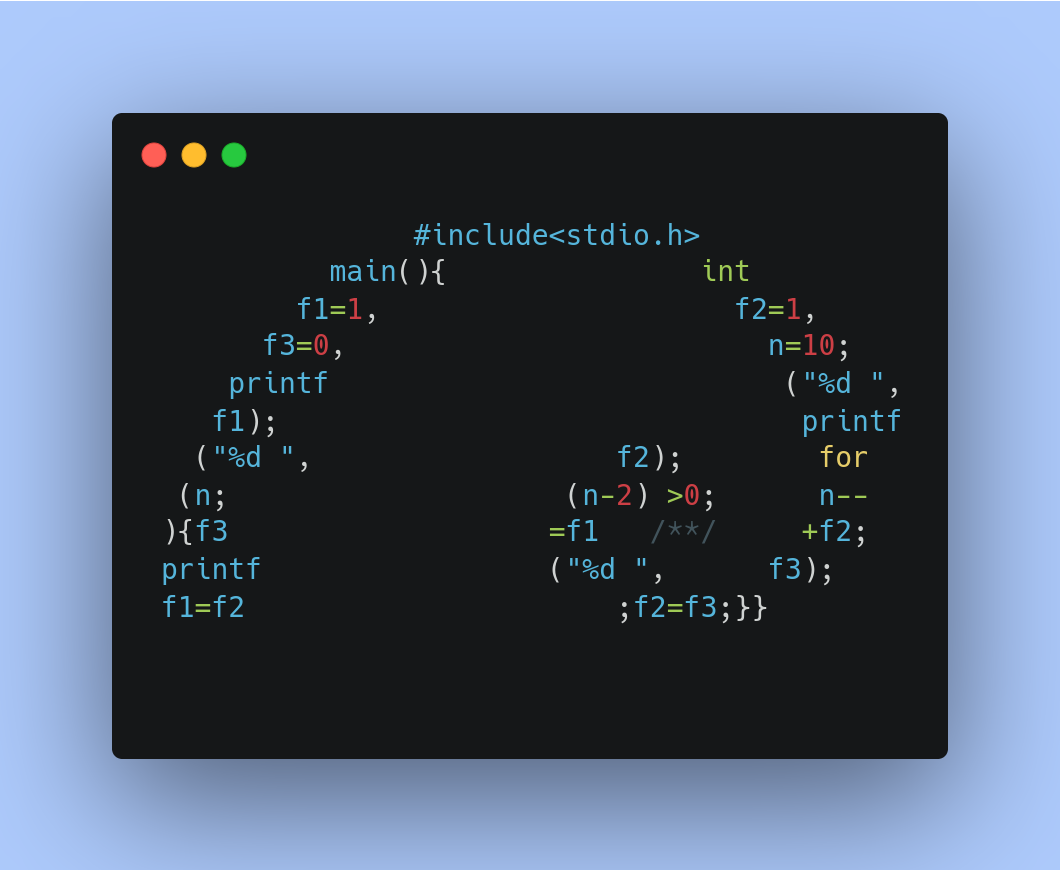 #include<stdio.h>
main(){ int
f1=1, f2=1,
f3=0, n=10;
printf ("%d ",
f1); printf
("%d ", f2); for
(n; (n-2) >0; n--
){f3 =f1 /**/ +f2;
printf ("%d ", f3);
f1=f2 ;f2=f3;}}